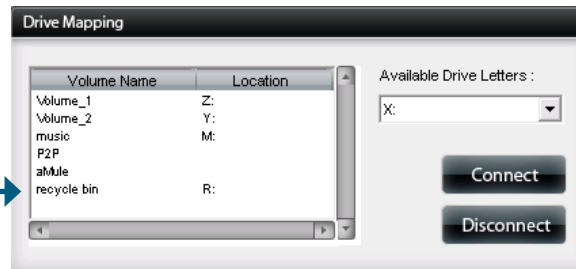 Drive Mapping
Volume Name Location
Volume_1 Z:
Volume_2 Y:
music M:
P2P
aMule
recycle bin R:
Available Drive Letters :
X:
Connect
Disconnect